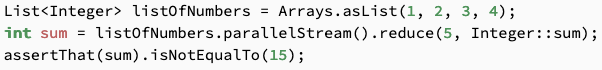 List<Integer> listOfNumbers = Arrays.asList(1, 2, 3, 4);
int sum = listOfNumbers.parallelStream().reduce(5, Integer::sum);
assertThat(sum).isNotEqualTo(15);